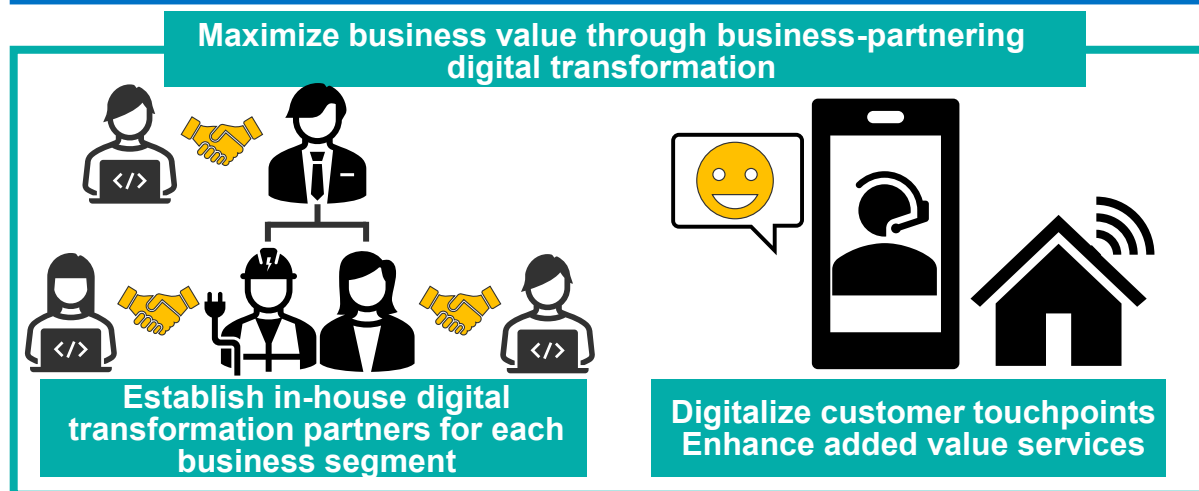 Maximize business value through business-partnering
digital transformation
</>
</>
</>
Establish in-house digital
transformation partners for each
business segment
Digitalize customer touchpoints
Enhance added value services